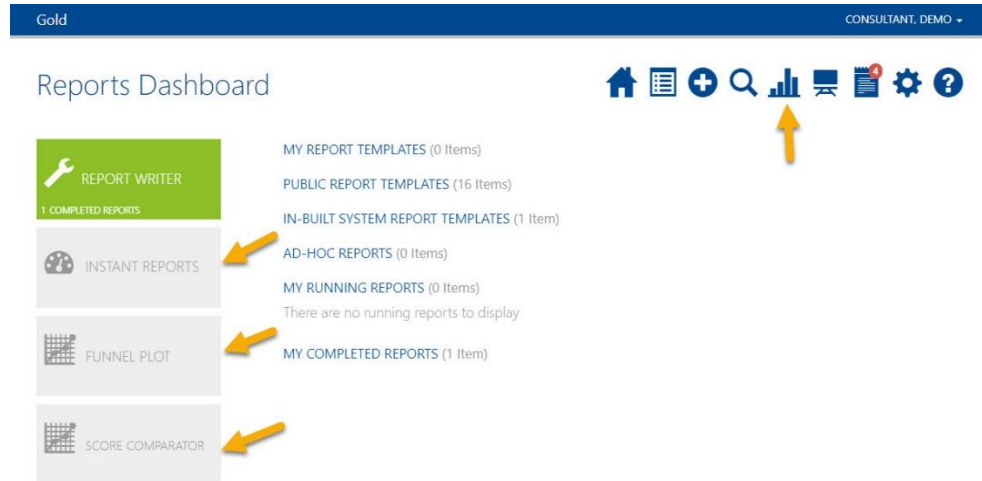 Gold
CONSULTANT, DEMO
Reports Dashboard
4
?
REPORT WRITER
1 COMPLETED REPORTS
INSTANT REPORTS
FUNNEL PLOT
SCORE COMPARATOR
MY REPORT TEMPLATES (0 Items)
PUBLIC REPORT TEMPLATES (16 Items)
IN-BUILT SYSTEM REPORT TEMPLATES (1 Item)
AD-HOC REPORTS (0 Items)
MY RUNNING REPORTS (0 Items)
There are no running reports to display
MY COMPLETED REPORTS (1 Item)